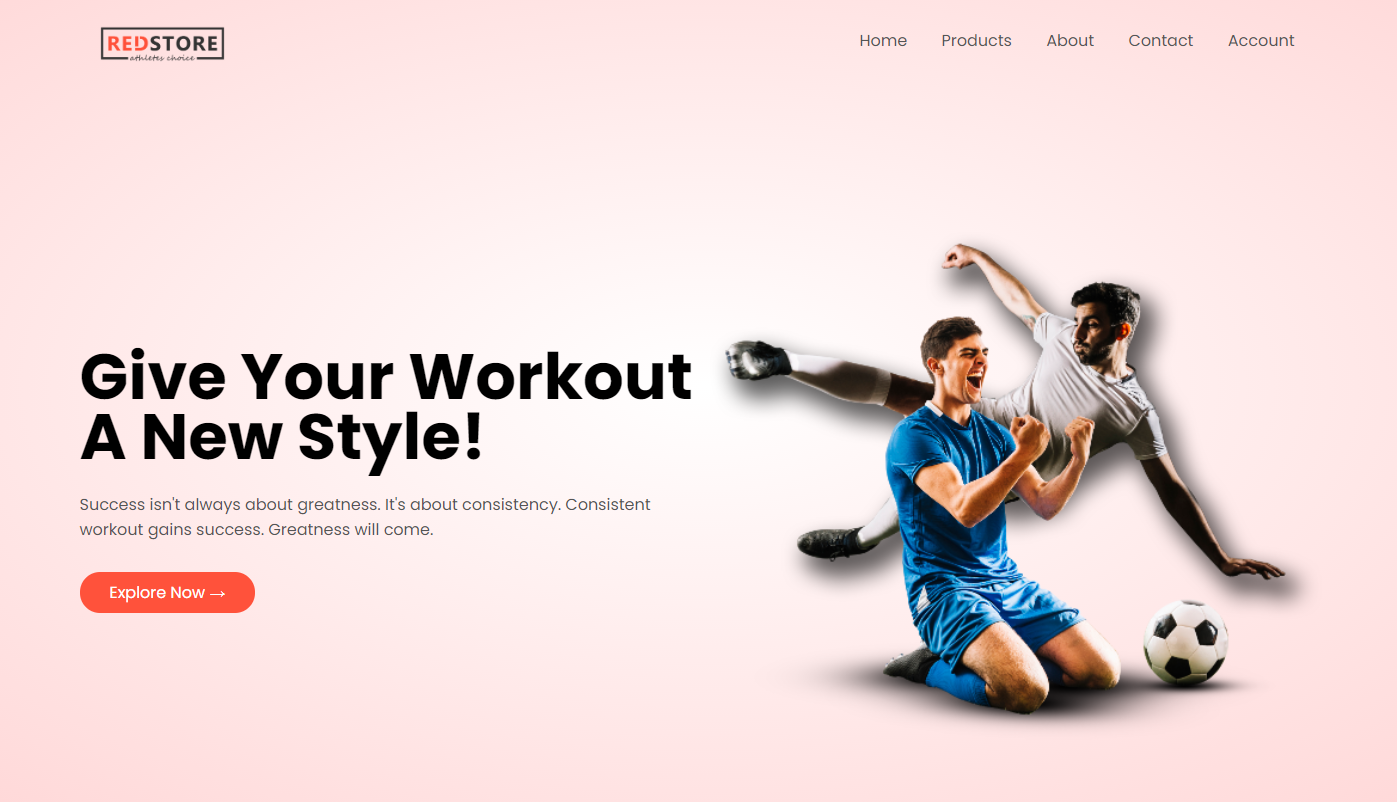 REDSTORE
athletes choice
Home Products About Contact Account
Give Your Workout
A New Style!
Success isn't always about greatness. It's about consistency. Consistent
workout gains success. Greatness will come.
Explore Now →